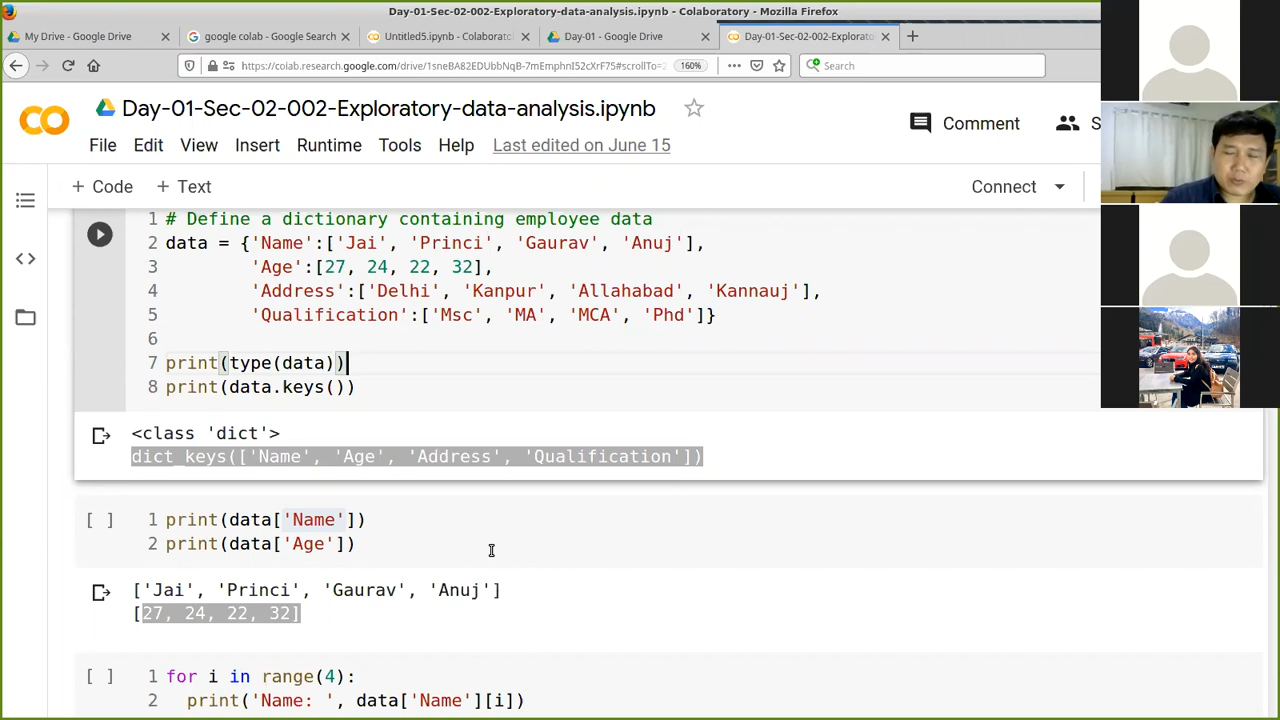 Day-01-Sec-02-002-Exploratory-data-analysis.ipynb - Colaboratory - Mozilla Firefox
My Drive - Google Drive
google colab - Google Search
Untitled5.ipynb - Colaborato
Day-01 - Google Drive
Day-01-Sec-02-002-Explorato
https://colab.research.google.com/drive/1sneBA82EDUbbNqB-7mEmphnI52cXrF75#scrollTo=2
160%
Search
CO
Day-01-Sec-02-002-Exploratory-data-analysis.ipynb
File Edit View Insert Runtime Tools Help Last edited on June 15
Comment
S
+ Code + Text
Connect
1 # Define a dictionary containing employee data
2 data = {'Name':['Jai', 'Princi', 'Gaurav', 'Anuj'],
3 'Age':[27, 24, 22, 32],
4 'Address':['Delhi', 'Kanpur', 'Allahabad', 'Kannauj'],
5 'Qualification':['Msc', 'MA', 'MCA', 'Phd']}
6
7 print(type(data))
8 print(data.keys())
<class 'dict'>
dict_keys(['Name', 'Age', 'Address', 'Qualification'])
[ ] 1 print(data['Name'])
2 print(data['Age'])
['Jai', 'Princi', 'Gaurav', 'Anuj']
[27, 24, 22, 32]
[ ] 1 for i in range(4):
2 print('Name: ', data['Name'][i])